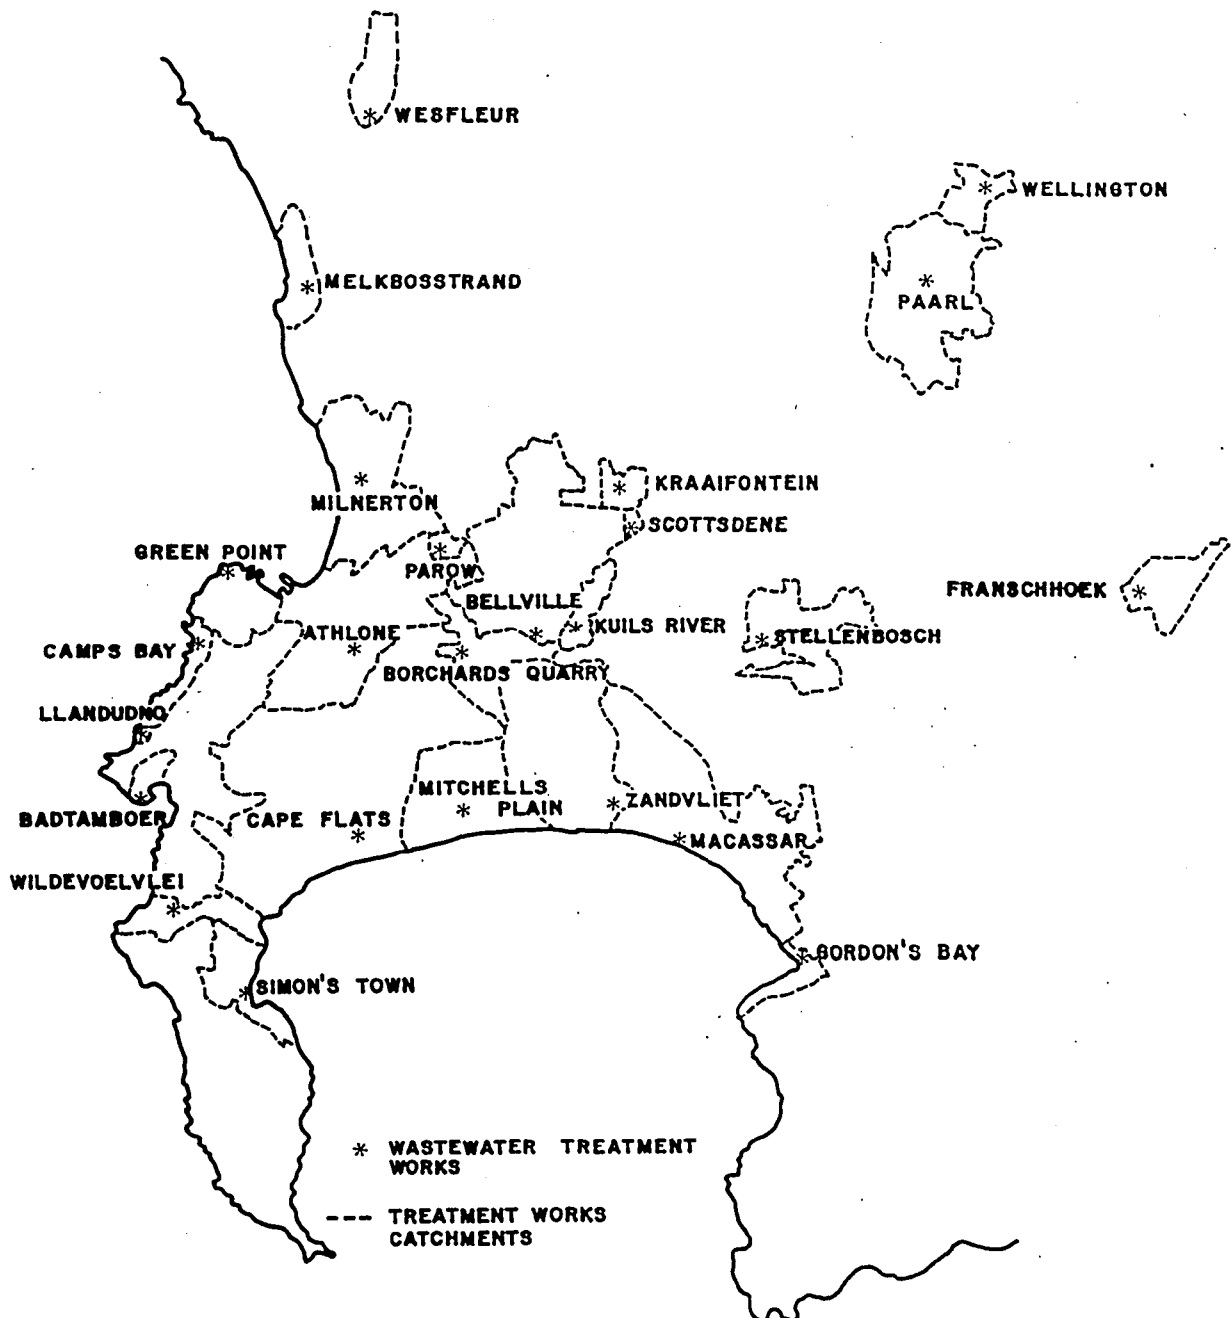 WESFLEUR
WELLINGTON
MELKBOSSTRAND
PAARL
KRAAIFONTEIN
MILNERTON
SCOTTSDENE
GREEN POINT
PAROW
FRANSCHHOEK
BELLVILLE
ATHLONE
KUILS RIVER
STELLENBOSCH
CAMPS BAY
BORCHARDS QUARRY
LLANDUDNO
MITCHELLS
PLAIN
ZANDVLIET
BADTAMBOER
CAPE FLATS
MACASSAR
WILDEVOELVLEI
GORDON'S BAY
SIMON'S TOWN
* WASTEWATER TREATMENT
WORKS
--- TREATMENT WORKS
CATCHMENTS